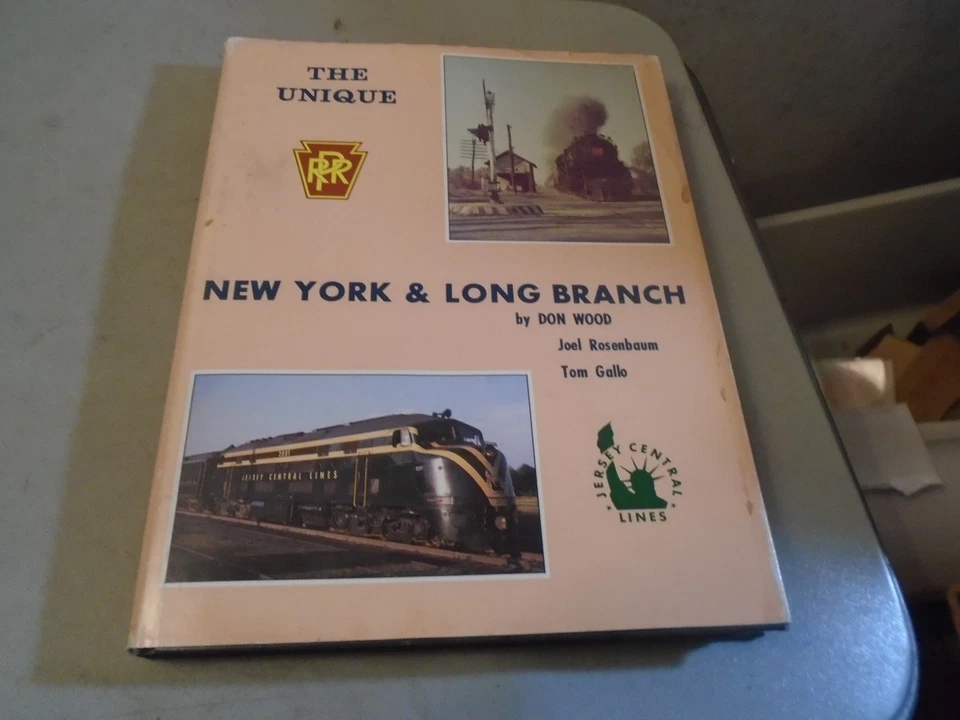 THE
UNIQUE
PRR
NEW YORK & LONG BRANCH
by DON WOOD
Joel Rosenbaum
Tom Gallo
JERSEY CENTRAL LINES
JERSEY CENTRAL
LINES